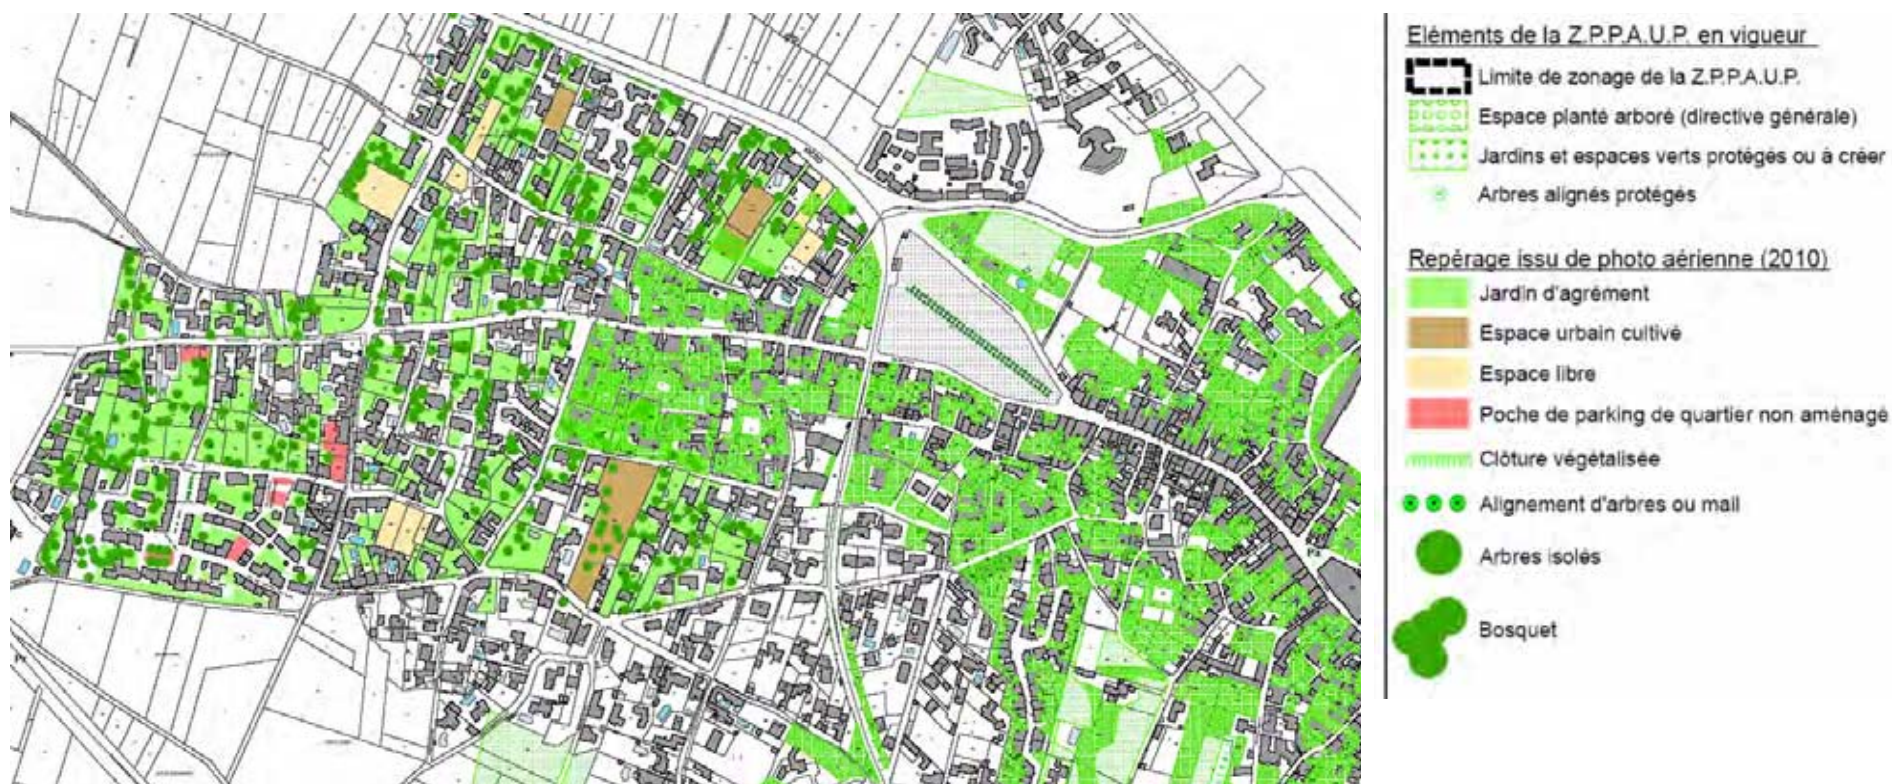 Eléments de la Z.P.P.A.U.P. en vigueur
Limite de zonage de la Z.P.P.A.U.P.
Espace planté arboré (directive générale)
Jardins et espaces verts protégés ou à créer
Arbres alignés protégés
Repérage issu de photo aérienne (2010)
Jardin d'agrément
Espace urbain cultivé
Espace libre
Poche de parking de quartier non aménagé
Clôture végétalisée
Alignement d'arbres ou mail
Arbres isolés
Bosquet